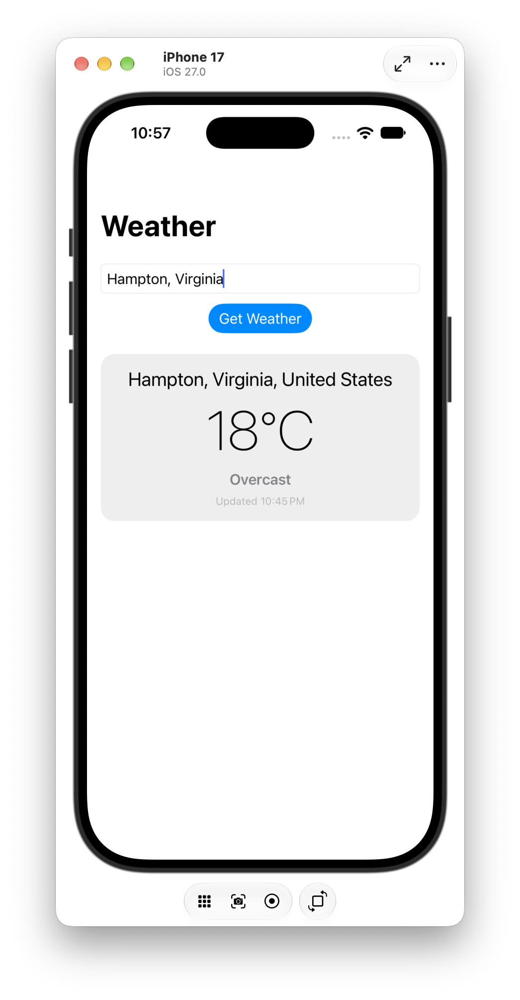 iPhone 17
iOS 27.0
10:57
Weather
Hampton, Virginia
Get Weather
Hampton, Virginia, United States
18°C
Overcast
Updated 10:45 PM